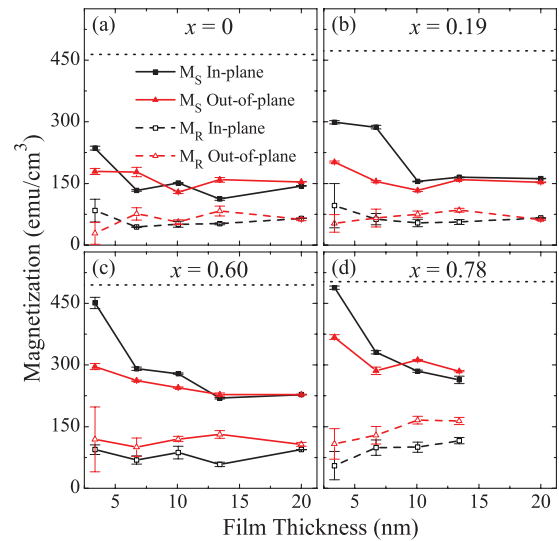 (a) x = 0
(b) x = 0.19
450
300
150
0
M_S In-plane
M_S Out-of-plane
M_R In-plane
M_R Out-of-plane
(c) x = 0.60
(d) x = 0.78
450
300
150
0
5 10 15 20
5 10 15 20
Magnetization (emu/cm³)
Film Thickness (nm)